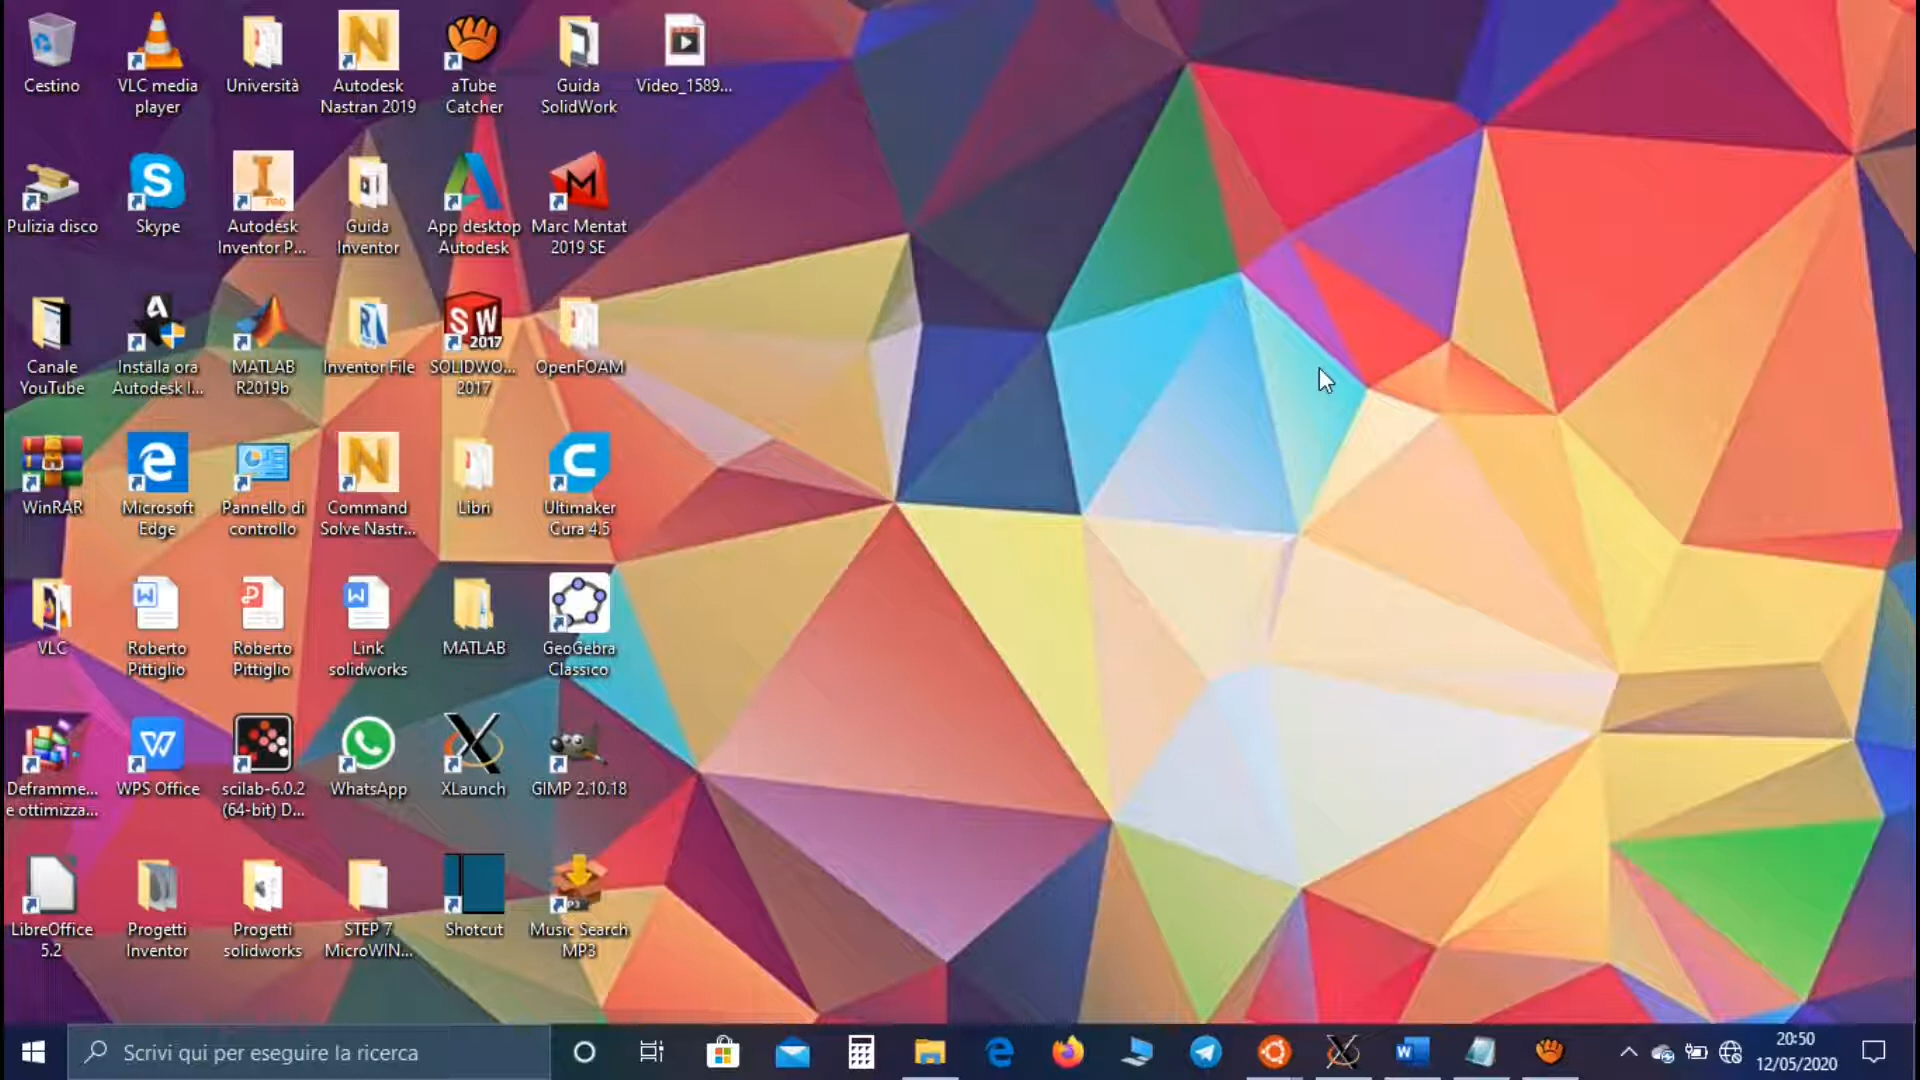 Cestino
VLC media
player
Università
Autodesk
Nastran 2019
aTube
Catcher
Guida
SolidWork
Video_1589...
Pulizia disco
Skype
Autodesk
Inventor P...
Guida
Inventor
App desktop
Autodesk
Marc Mentat
2019 SE
Canale
YouTube
Installa ora
Autodesk I...
MATLAB
R2019b
Inventor File
SOLIDWO...
2017
OpenFOAM
WinRAR
Microsoft
Edge
Pannello di
controllo
Command
Solve Nastr...
Libri
Ultimaker
Cura 4.5
VLC
Roberto
Pittiglio
Roberto
Pittiglio
Link
solidworks
MATLAB
GeoGebra
Classico
Deframme...
e ottimizza...
WPS Office
scilab-6.0.2
(64-bit) D...
WhatsApp
XLaunch
GIMP 2.10.18
LibreOffice
5.2
Progetti
Inventor
Progetti
solidworks
STEP 7
MicroWIN...
Shotcut
Music Search
MP3
Scrivi qui per eseguire la ricerca
20:50
12/05/2020